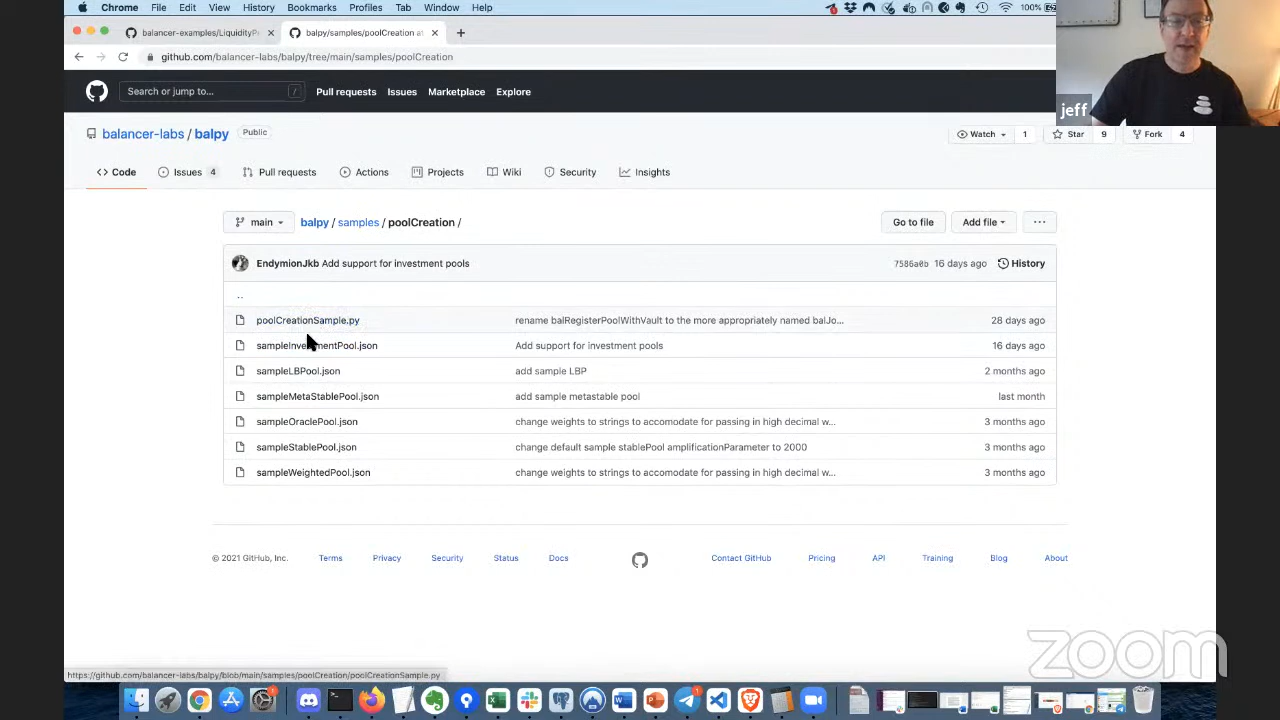 Chrome File Edit View History Bookmarks Profiles Tab Window Help 100%
balancer-examples/LiquidityP
balpy/samples/poolCreation at
github.com/balancer-labs/balpy/tree/main/samples/poolCreation
jeff
Search or jump to... / Pull requests Issues Marketplace Explore
balancer-labs / balpy Public Watch 1 Star 9 Fork 4
Code Issues 4 Pull requests Actions Projects Wiki Security Insights
main balpy / samples / poolCreation / Go to file Add file ...
EndymionJkb Add support for investment pools 7586a0b 16 days ago History
..
poolCreationSample.py rename balRegisterPoolWithVault to the more appropriately named balJo... 28 days ago
sampleInvestmentPool.json Add support for investment pools 16 days ago
sampleLBPool.json add sample LBP 2 months ago
sampleMetaStablePool.json add sample metastable pool last month
sampleOraclePool.json change weights to strings to accomodate for passing in high decimal w... 3 months ago
sampleStablePool.json change default sample stablePool amplificationParameter to 2000 3 months ago
sampleWeightedPool.json change weights to strings to accomodate for passing in high decimal w... 3 months ago
© 2021 GitHub, Inc. Terms Privacy Security Status Docs Contact GitHub Pricing API Training Blog About
zoom
https://github.com/balancer-labs/balpy/blob/main/samples/poolCreation/poolCreationSample.py